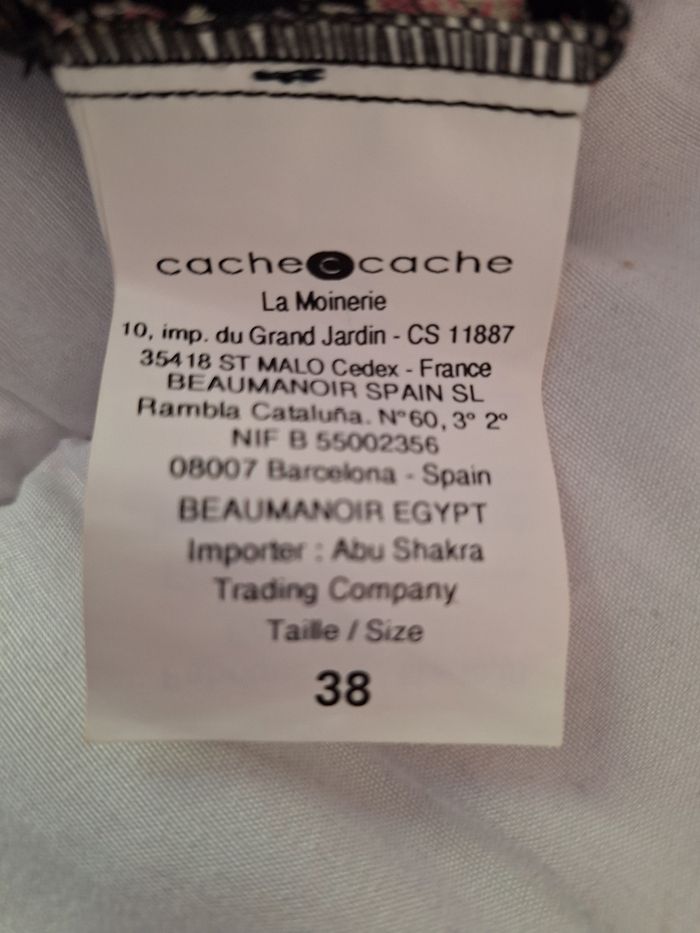 cache c cache
La Moinerie
10, imp. du Grand Jardin - CS 11887
35418 ST MALO Cedex - France
BEAUMANOIR SPAIN SL
Rambla Cataluña. N°60, 3° 2°
NIF B 55002356
08007 Barcelona - Spain
BEAUMANOIR EGYPT
Importer : Abu Shakra
Trading Company
Taille / Size
38